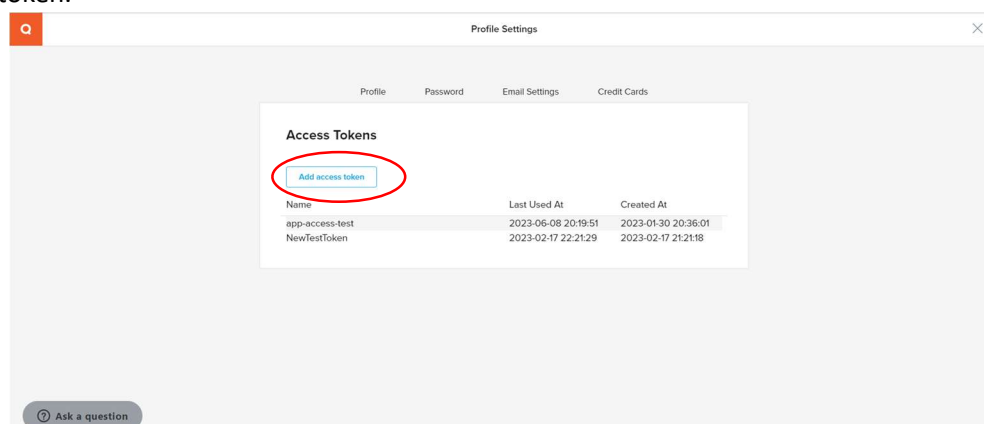 token.
Q
Profile Settings
Profile Password Email Settings Credit Cards
Access Tokens
Add access token
Name Last Used At Created At
app-access-test 2023-06-08 20:19:51 2023-01-30 20:36:01
NewTestToken 2023-02-17 22:21:29 2023-02-17 21:21:18
? Ask a question